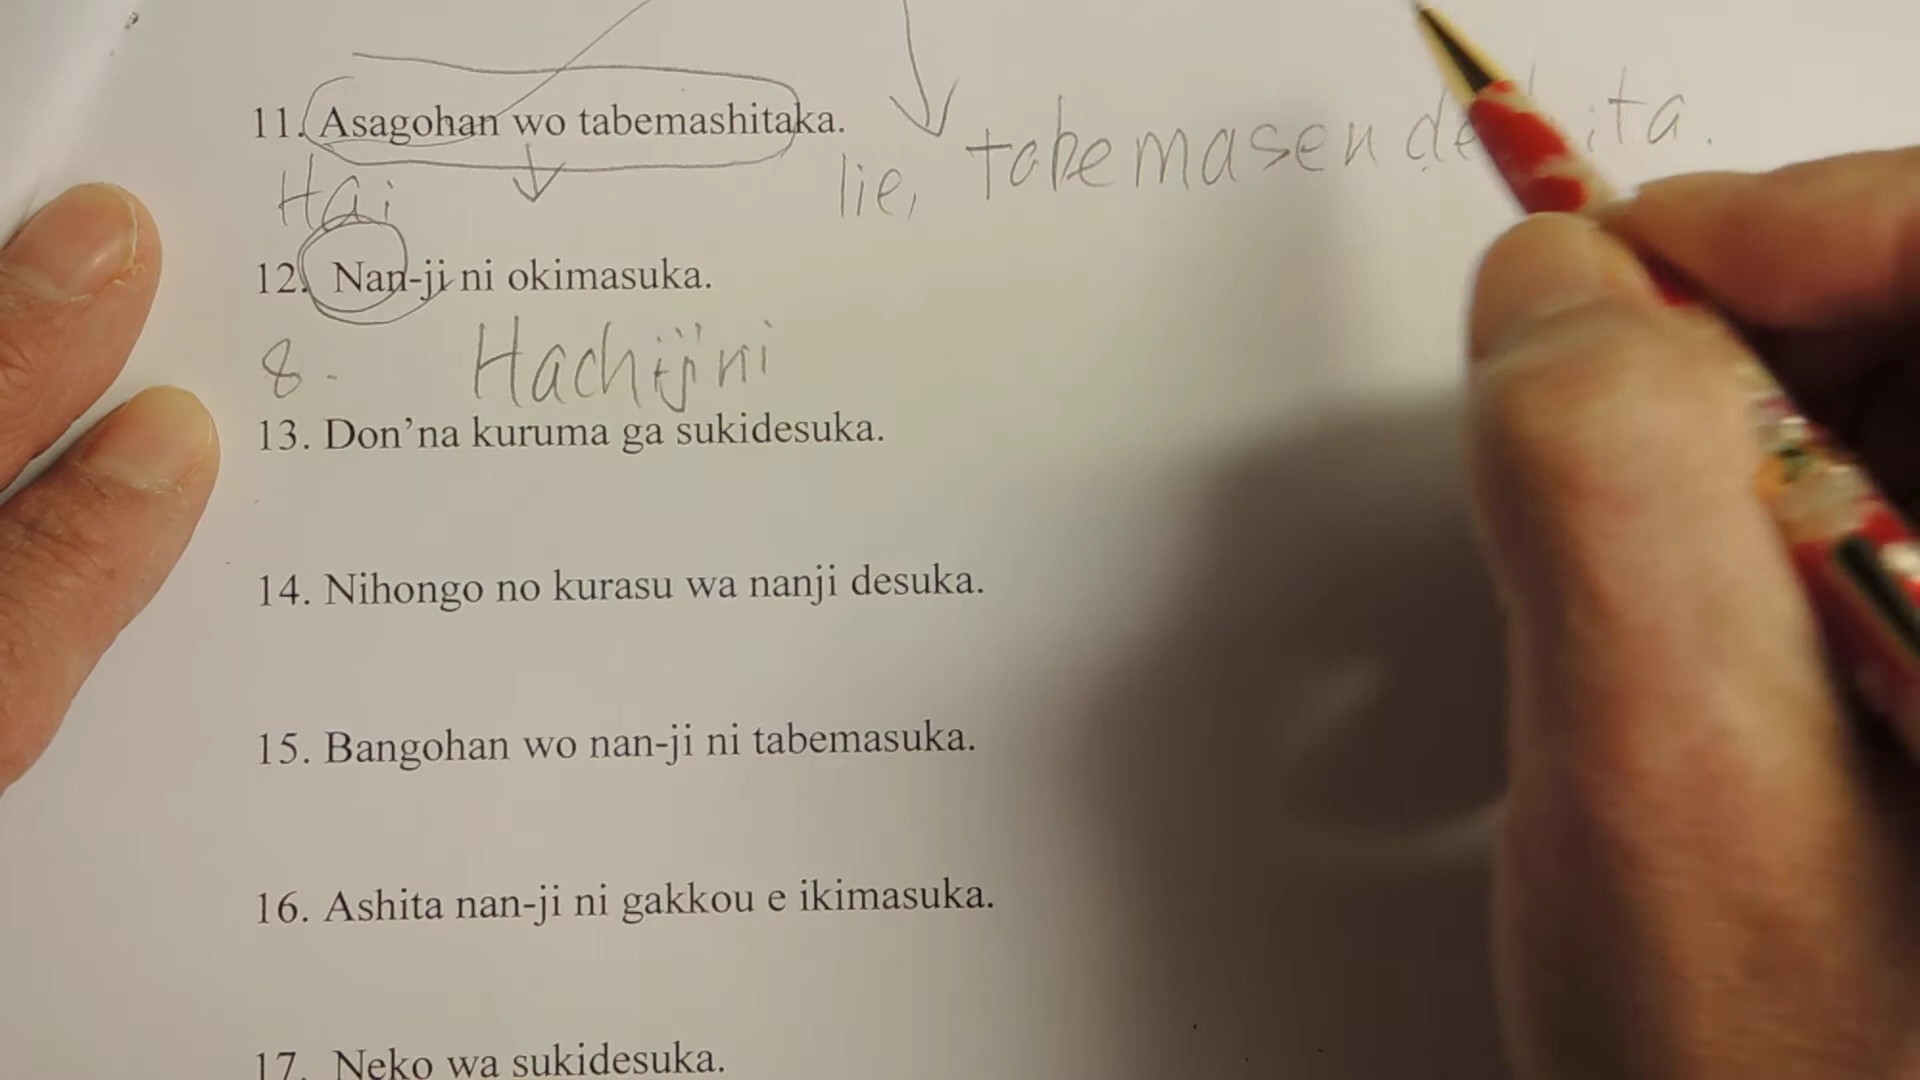 11. Asagohan wo tabemashitaka.
Iie, tabemasen de ita.
Hai
12. Nan-ji ni okimasuka.
8 - Hachiji ni
13. Don’na kuruma ga sukidesuka.
14. Nihongo no kurasu wa nanji desuka.
15. Bangohan wo nan-ji ni tabemasuka.
16. Ashita nan-ji ni gakkou e ikimasuka.
17. Neko wa sukidesuka.